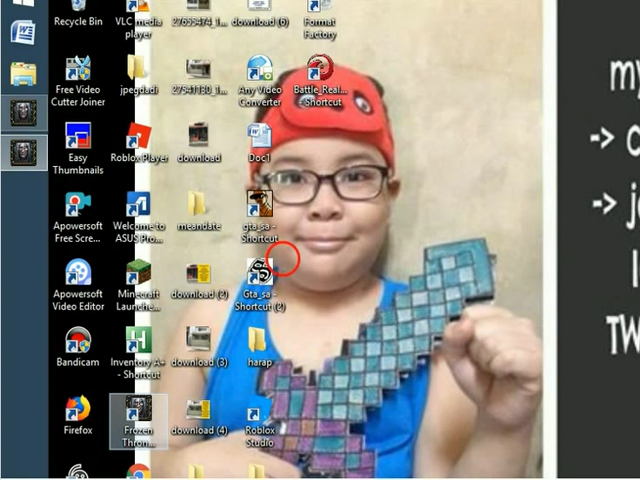 Recycle Bin
VLC media player
27655474_1...
download (6)
Format Factory
Free Video Cutter Joiner
jpegdadi
27541130_1...
Any Video Converter
Battle_Real... - Shortcut
Easy Thumbnails
Roblox Player
download
Doc1
Apowersoft Free Scre...
Welcome to ASUS Pro...
meandate
gta_sa - Shortcut
Apowersoft Video Editor
Minecraft Launche...
download (2)
Gta_sa - Shortcut (2)
Bandicam
Inventory A+ - Shortcut
download (3)
harap
Firefox
Frozen Thron...
download (4)
Roblox Studio
my
-> c
-> j
I
TW